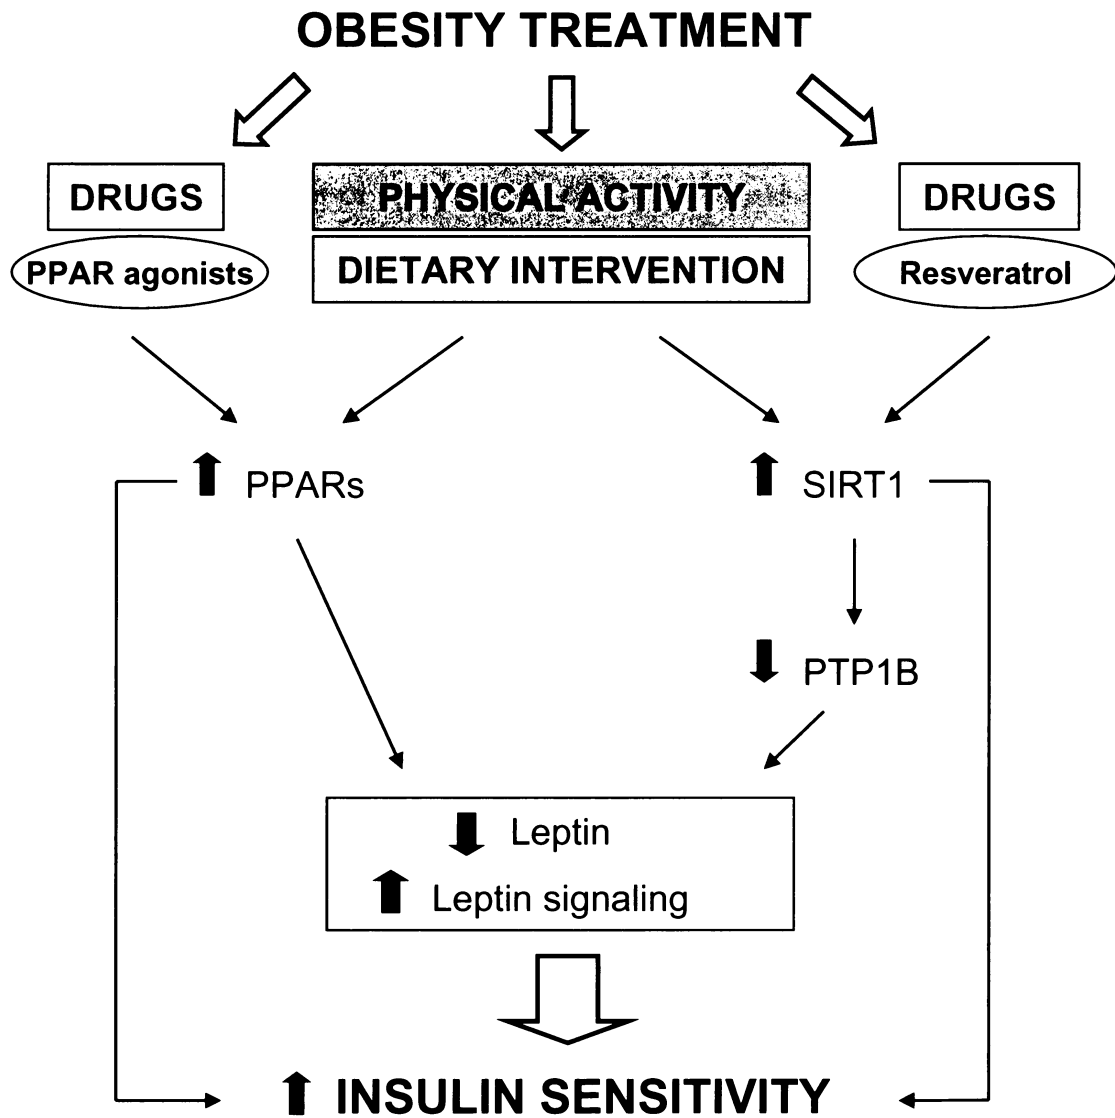 OBESITY TREATMENT
DRUGS
PHYSICAL ACTIVITY
DRUGS
PPAR agonists
DIETARY INTERVENTION
Resveratrol
PPARs
SIRT1
PTP1B
Leptin
Leptin signaling
INSULIN SENSITIVITY